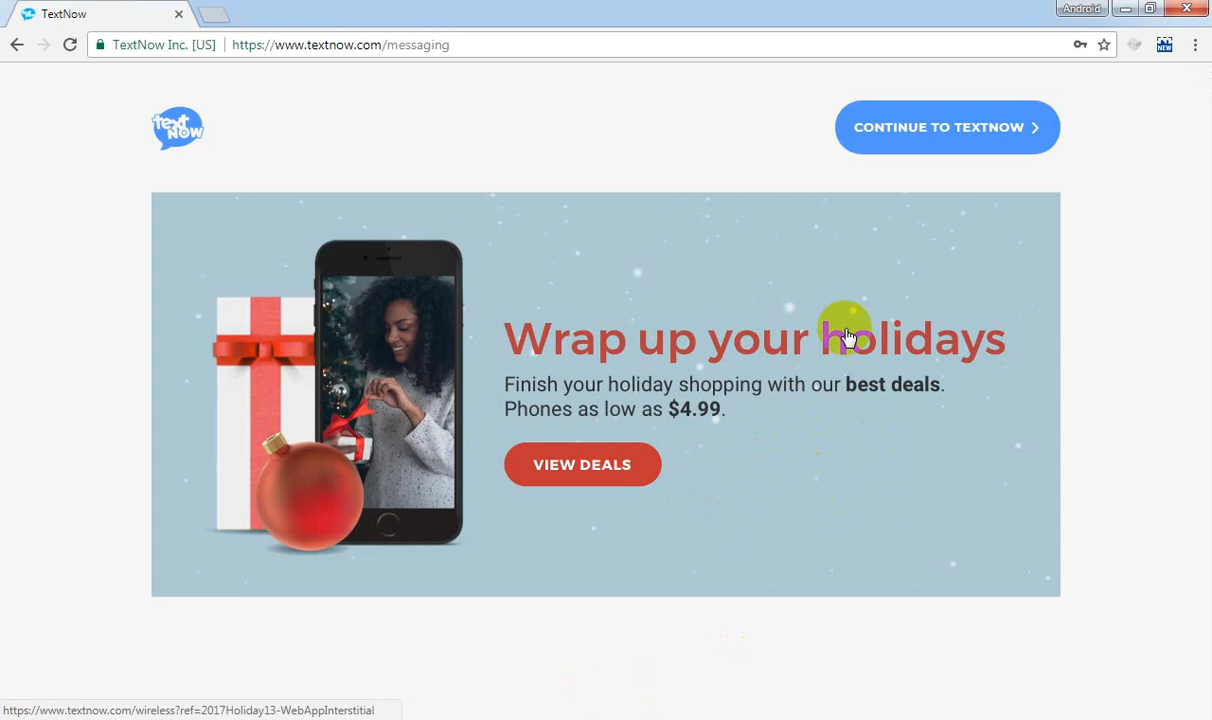 TextNow
Android
TextNow Inc. [US]
https://www.textnow.com/messaging
NEW
text
NOW
CONTINUE TO TEXTNOW
Wrap up your holidays
Finish your holiday shopping with our best deals.
Phones as low as $4.99.
VIEW DEALS
https://www.textnow.com/wireless?ref=2017Holiday13-WebAppInterstitial